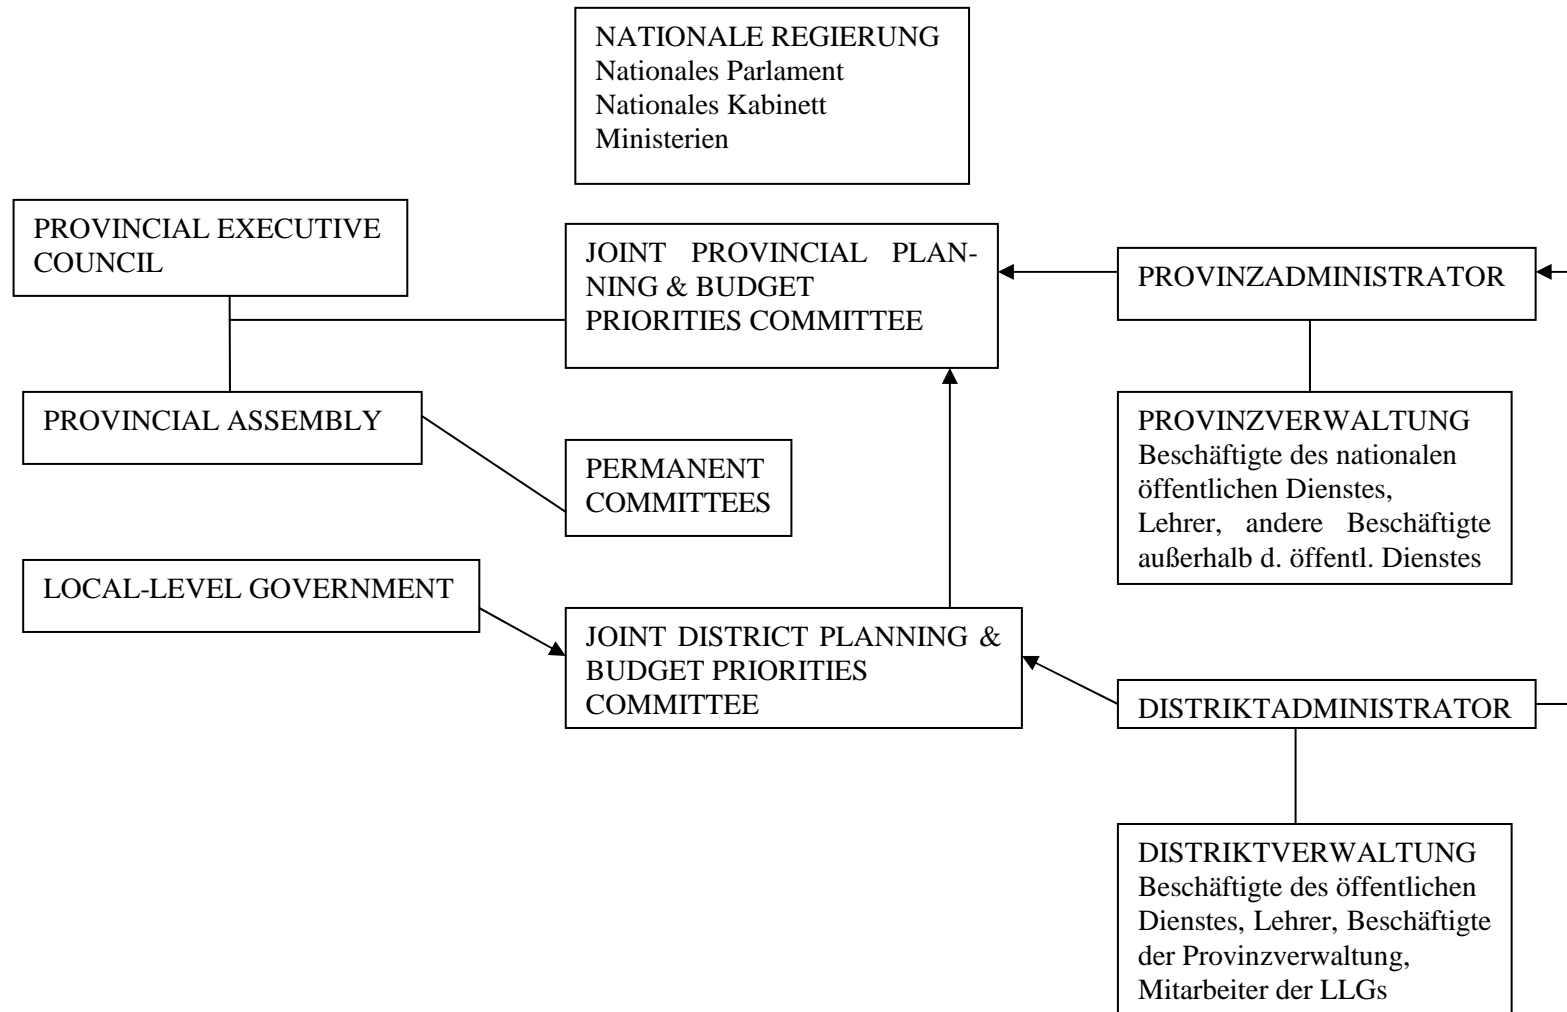 NATIONALE REGIERUNG
Nationales Parlament
Nationales Kabinett
Ministerien
PROVINCIAL EXECUTIVE
COUNCIL
JOINT PROVINCIAL PLAN-
NING & BUDGET
PRIORITIES COMMITTEE
PROVINZADMINISTRATOR
PROVINCIAL ASSEMBLY
PERMANENT
COMMITTEES
PROVINZVERWALTUNG
Beschäftigte des nationalen
öffentlichen Dienstes,
Lehrer, andere Beschäftigte
außerhalb d. öffentl. Dienstes
LOCAL-LEVEL GOVERNMENT
JOINT DISTRICT PLANNING &
BUDGET PRIORITIES
COMMITTEE
DISTRIKTADMINISTRATOR
DISTRIKTVERWALTUNG
Beschäftigte des öffentlichen
Dienstes, Lehrer, Beschäftigte
der Provinzverwaltung,
Mitarbeiter der LLGs